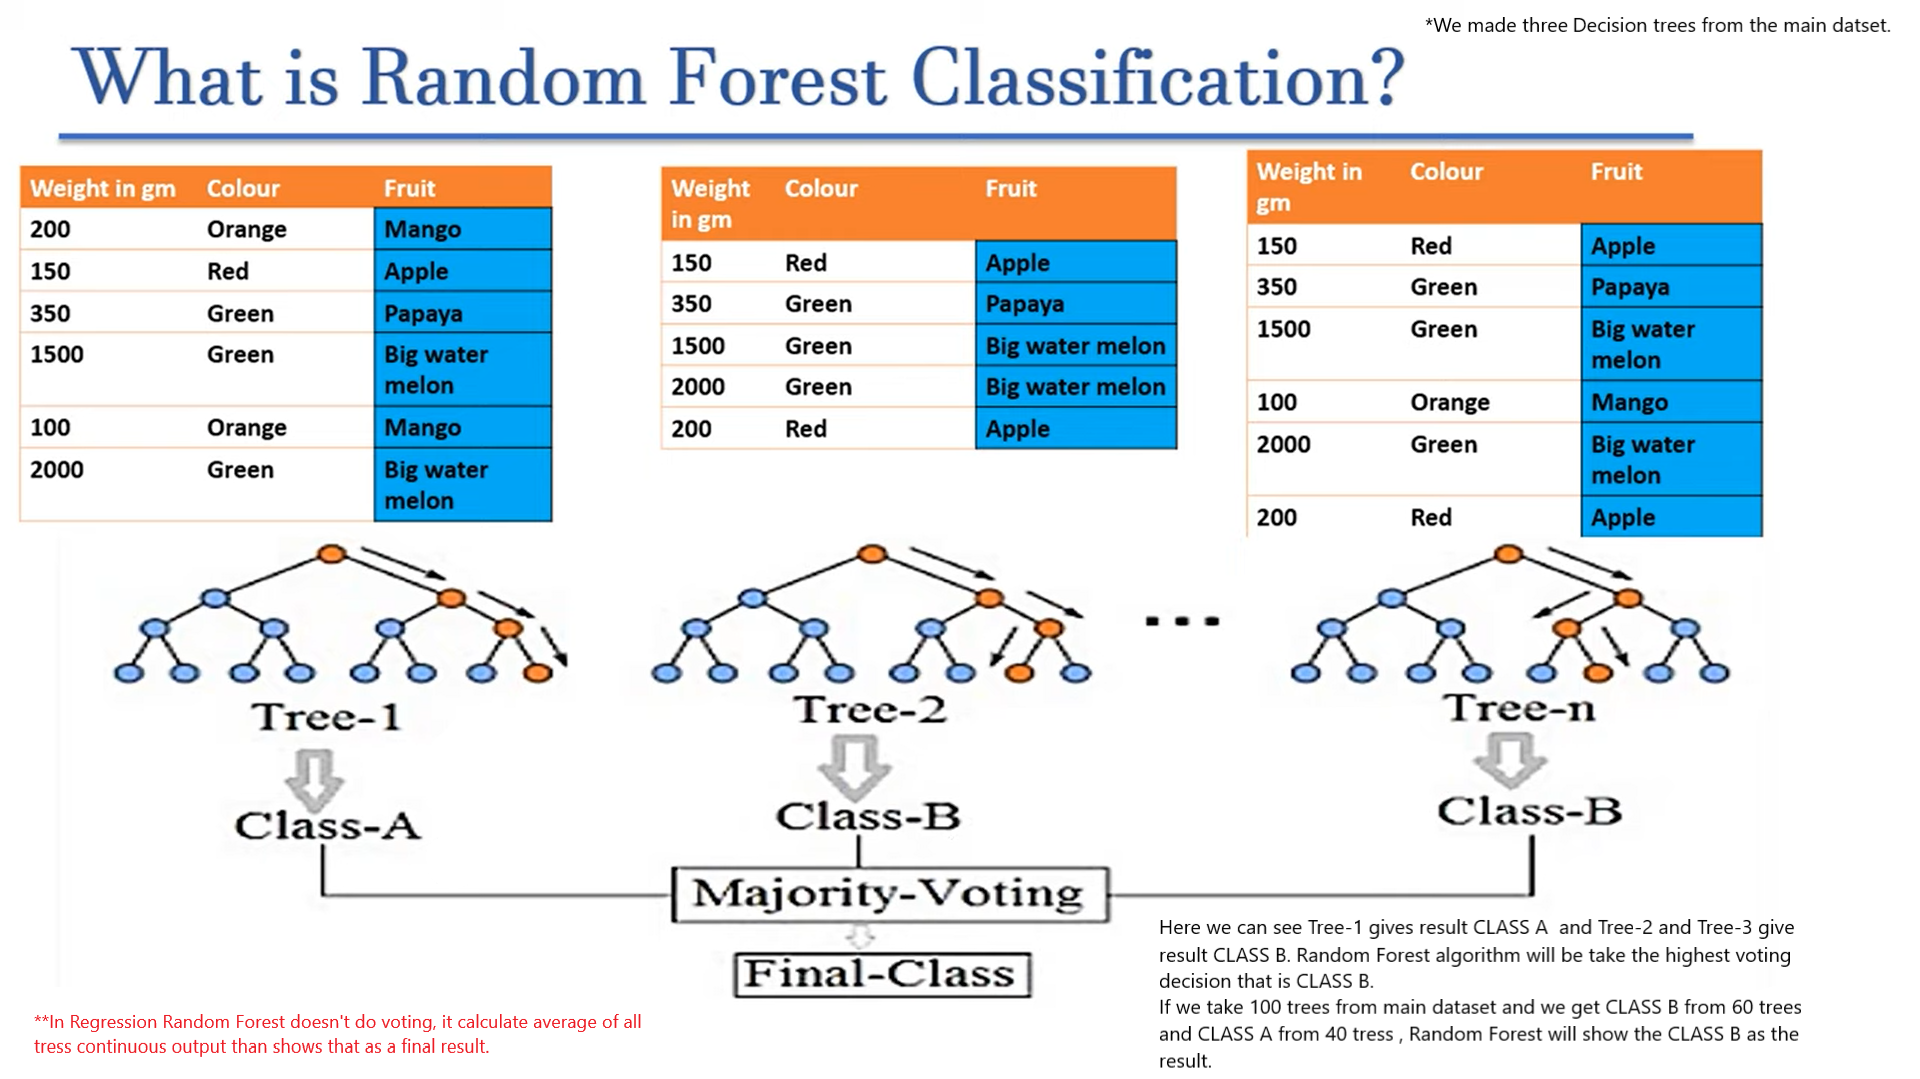 *We made three Decision trees from the main datset.
What is Random Forest Classification?
Weight in gm Colour Fruit
200 Orange Mango
150 Red Apple
350 Green Papaya
1500 Green Big water
melon
100 Orange Mango
2000 Green Big water
melon
Weight Colour Fruit
in gm
150 Red Apple
350 Green Papaya
1500 Green Big water melon
2000 Green Big water melon
200 Red Apple
Weight in Colour Fruit
gm
150 Red Apple
350 Green Papaya
1500 Green Big water
melon
100 Orange Mango
2000 Green Big water
melon
200 Red Apple
Tree-1 Tree-2 ... Tree-n
Class-A Class-B Class-B
Majority-Voting
Final-Class
Here we can see Tree-1 gives result CLASS A and Tree-2 and Tree-3 give
result CLASS B. Random Forest algorithm will be take the highest voting
decision that is CLASS B.
If we take 100 trees from main dataset and we get CLASS B from 60 trees
and CLASS A from 40 tress , Random Forest will show the CLASS B as the
result.
**In Regression Random Forest doesn't do voting, it calculate average of all
tress continuous output than shows that as a final result.